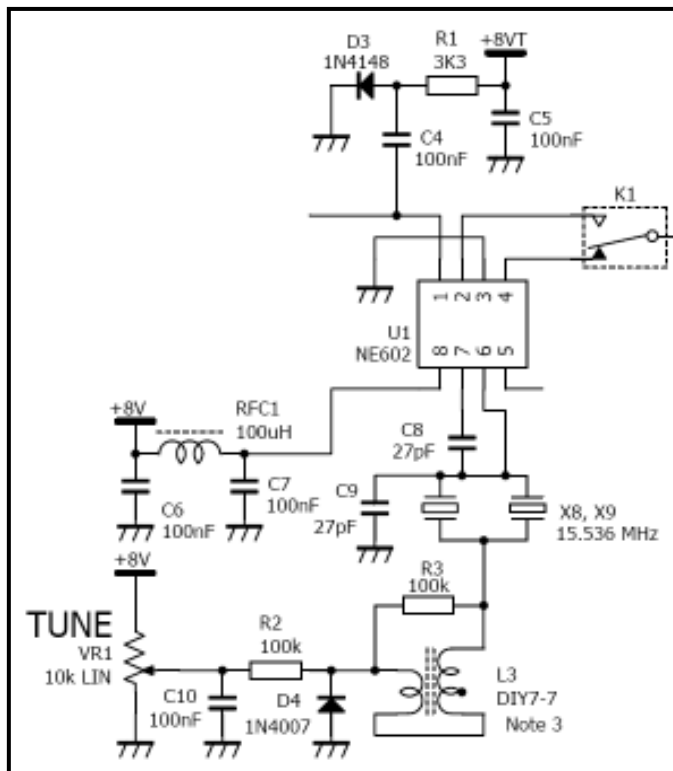 D3
1N4148
R1
3K3
+8VT
C4
100nF
C5
100nF
K1
1 2 3 4
U1
NE602
8 7 6 5
+8V
RFC1
100uH
C8
27pF
C6
100nF
C7
100nF
C9
27pF
X8, X9
15.536 MHz
+8V
R3
100k
TUNE
VR1
10k LIN
R2
100k
C10
100nF
D4
1N4007
L3
DIY7-7
Note 3